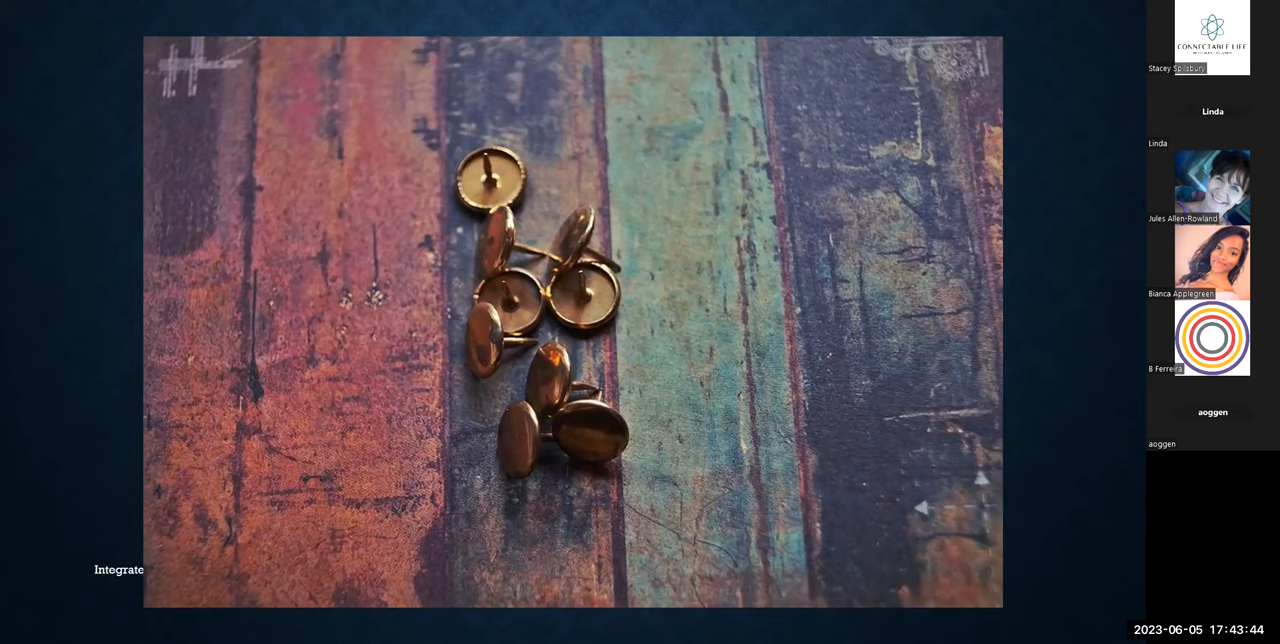 CONNECTABLE LIFE
Stacey Spilsbury
Linda
Linda
Jules Allen-Rowland
Bianca Applegreen
B Ferreira
aoggen
aoggen
Integrate
2023-06-05 17:43:44